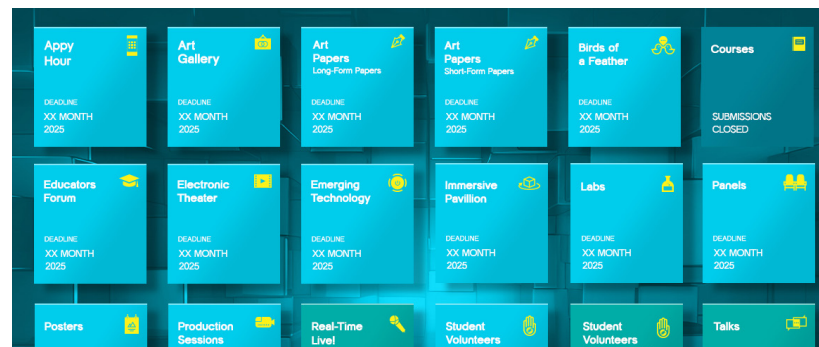 Appy
Hour
DEADLINE
XX MONTH
2025
Art
Gallery
DEADLINE
XX MONTH
2025
Art
Papers
Long-Form Papers
DEADLINE
XX MONTH
2025
Art
Papers
Short-Form Papers
DEADLINE
XX MONTH
2025
Birds of
a Feather
DEADLINE
XX MONTH
2025
Courses
SUBMISSIONS
CLOSED
Educators
Forum
DEADLINE
XX MONTH
2025
Electronic
Theater
DEADLINE
XX MONTH
2025
Emerging
Technology
DEADLINE
XX MONTH
2025
Immersive
Pavillion
DEADLINE
XX MONTH
2025
Labs
DEADLINE
XX MONTH
2025
Panels
DEADLINE
XX MONTH
2025
Posters
Production
Sessions
Real-Time
Live!
Student
Volunteers
Student
Volunteers
Talks